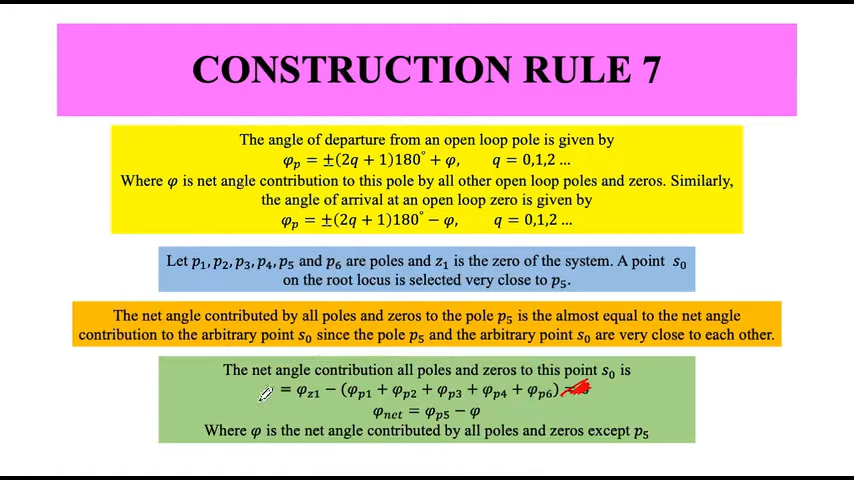 CONSTRUCTION RULE 7
The angle of departure from an open loop pole is given by
φₚ = ±(2q + 1)180° + φ, q = 0,1,2 …
Where φ is net angle contribution to this pole by all other open loop poles and zeros. Similarly,
the angle of arrival at an open loop zero is given by
φₚ = ±(2q + 1)180° − φ, q = 0,1,2 …
Let p₁, p₂, p₃, p₄, p₅ and p₆ are poles and z₁ is the zero of the system. A point s₀
on the root locus is selected very close to p₅.
The net angle contributed by all poles and zeros to the pole p₅ is the almost equal to the net angle
contribution to the arbitrary point s₀ since the pole p₅ and the arbitrary point s₀ are very close to each other.
The net angle contribution all poles and zeros to this point s₀ is
= φ_z1 − (φ_p1 + φ_p2 + φ_p3 + φ_p4 + φ_p6)
φ_net = φ_p5 − φ
Where φ is the net angle contributed by all poles and zeros except p₅